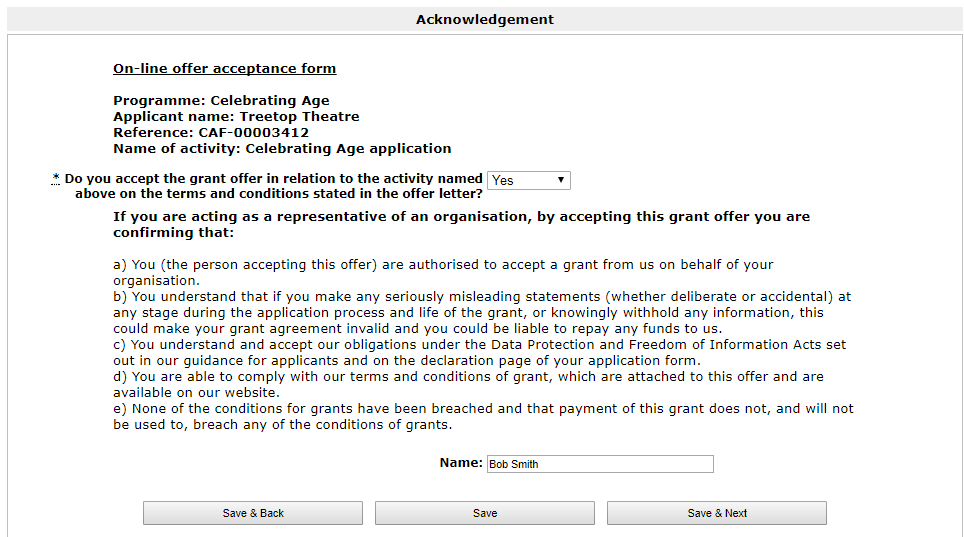 Acknowledgement
On-line offer acceptance form
Programme: Celebrating Age
Applicant name: Treetop Theatre
Reference: CAF-00003412
Name of activity: Celebrating Age application
* Do you accept the grant offer in relation to the activity named
above on the terms and conditions stated in the offer letter?
Yes
If you are acting as a representative of an organisation, by accepting this grant offer you are
confirming that:
a) You (the person accepting this offer) are authorised to accept a grant from us on behalf of your
organisation.
b) You understand that if you make any seriously misleading statements (whether deliberate or accidental) at
any stage during the application process and life of the grant, or knowingly withhold any information, this
could make your grant agreement invalid and you could be liable to repay any funds to us.
c) You understand and accept our obligations under the Data Protection and Freedom of Information Acts set
out in our guidance for applicants and on the declaration page of your application form.
d) You are able to comply with our terms and conditions of grant, which are attached to this offer and are
available on our website.
e) None of the conditions for grants have been breached and that payment of this grant does not, and will not
be used to, breach any of the conditions of grants.
Name: Bob Smith
Save & Back Save Save & Next